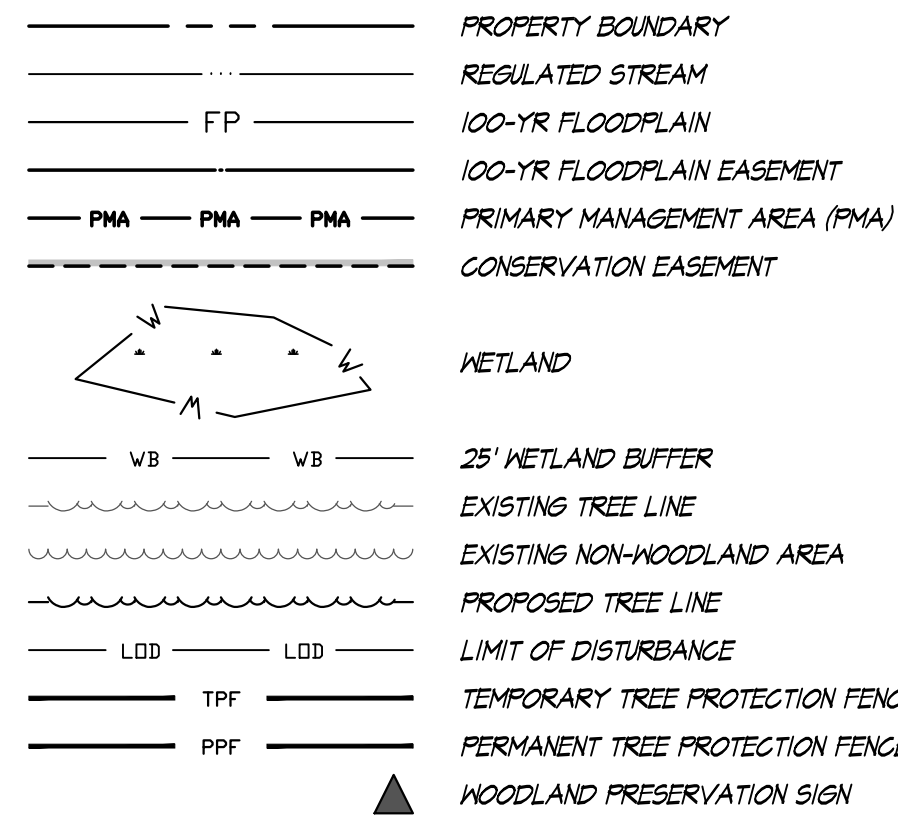 PROPERTY BOUNDARY
REGULATED STREAM
FP 100-YR FLOODPLAIN
100-YR FLOODPLAIN EASEMENT
PMA PMA PMA PRIMARY MANAGEMENT AREA (PMA)
CONSERVATION EASEMENT
W
W WETLAND
W
WB WB 25' WETLAND BUFFER
EXISTING TREE LINE
EXISTING NON-WOODLAND AREA
PROPOSED TREE LINE
LOD LOD LIMIT OF DISTURBANCE
TPF TEMPORARY TREE PROTECTION FENC
PPF PERMANENT TREE PROTECTION FENCE
WOODLAND PRESERVATION SIGN